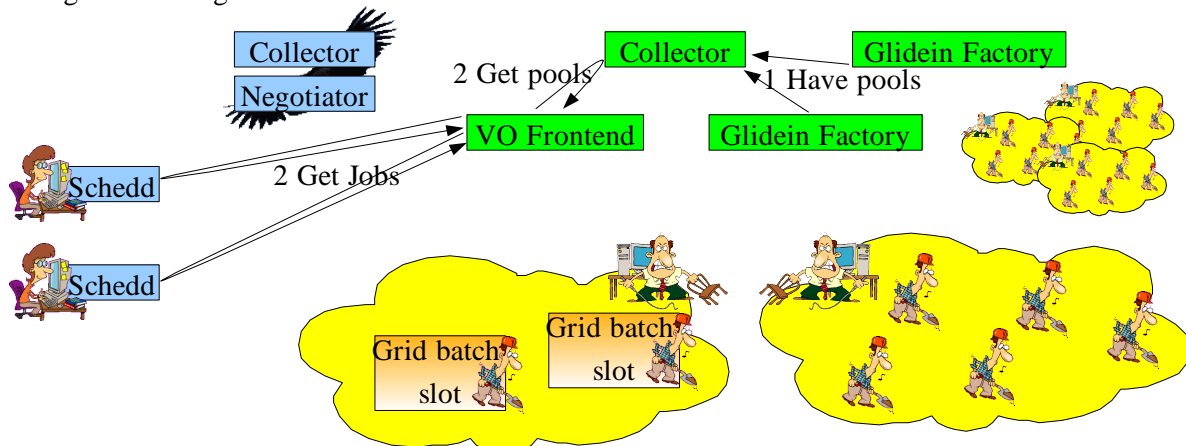 Collector
Negotiator
Collector
Glidein Factory
2 Get pools
1 Have pools
VO Frontend
Glidein Factory
Schedd
2 Get Jobs
Schedd
Grid batch
slot
Grid batch
slot